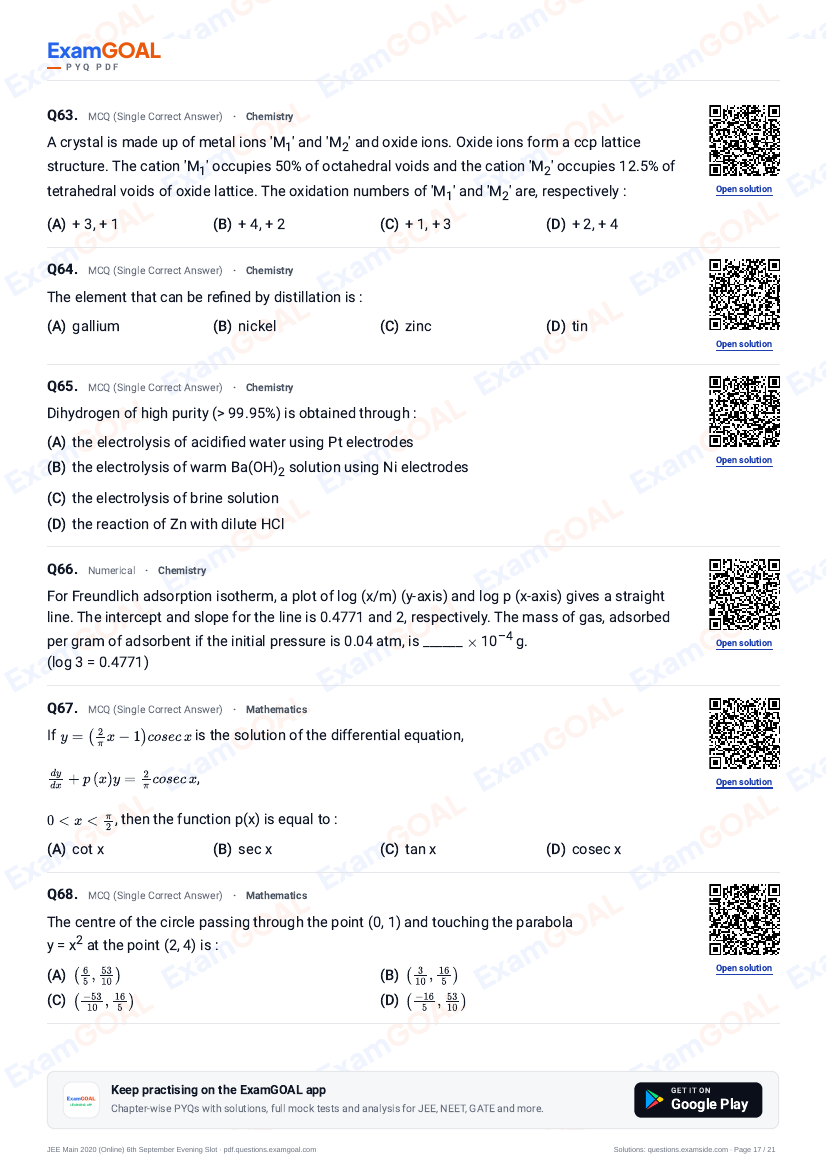 ExamGOAL
PYQ PDF
Q63. MCQ (Single Correct Answer) · Chemistry
A crystal is made up of metal ions 'M₁' and 'M₂' and oxide ions. Oxide ions form a ccp lattice
structure. The cation 'M₁' occupies 50% of octahedral voids and the cation 'M₂' occupies 12.5% of
tetrahedral voids of oxide lattice. The oxidation numbers of 'M₁' and 'M₂' are, respectively :
(A) + 3, + 1 (B) + 4, + 2 (C) + 1, + 3 (D) + 2, + 4
Open solution
Q64. MCQ (Single Correct Answer) · Chemistry
The element that can be refined by distillation is :
(A) gallium (B) nickel (C) zinc (D) tin
Open solution
Q65. MCQ (Single Correct Answer) · Chemistry
Dihydrogen of high purity (> 99.95%) is obtained through :
(A) the electrolysis of acidified water using Pt electrodes
(B) the electrolysis of warm Ba(OH)₂ solution using Ni electrodes
(C) the electrolysis of brine solution
(D) the reaction of Zn with dilute HCl
Open solution
Q66. Numerical · Chemistry
For Freundlich adsorption isotherm, a plot of log (x/m) (y-axis) and log p (x-axis) gives a straight
line. The intercept and slope for the line is 0.4771 and 2, respectively. The mass of gas, adsorbed
per gram of adsorbent if the initial pressure is 0.04 atm, is ______ × 10⁻⁴ g.
(log 3 = 0.4771)
Open solution
Q67. MCQ (Single Correct Answer) · Mathematics
If y = (2/π x − 1) cosec x is the solution of the differential equation,
dy/dx + p (x)y = 2/π cosec x,
0 < x < π/2, then the function p(x) is equal to :
(A) cot x (B) sec x (C) tan x (D) cosec x
Open solution
Q68. MCQ (Single Correct Answer) · Mathematics
The centre of the circle passing through the point (0, 1) and touching the parabola
y = x² at the point (2, 4) is :
(A) (6/5, 53/10) (B) (3/10, 16/5)
(C) (−53/10, 16/5) (D) (−16/5, 53/10)
Open solution
Keep practising on the ExamGOAL app
Chapter-wise PYQs with solutions, full mock tests and analysis for JEE, NEET, GATE and more.
GET IT ON
Google Play
JEE Main 2020 (Online) 6th September Evening Slot · pdf.questions.examgoal.com
Solutions: questions.examside.com · Page 17 / 21